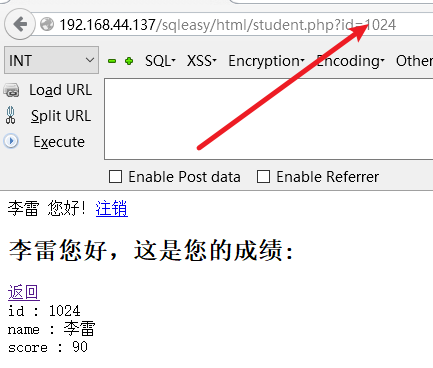 192.168.44.137/sqleasy/html/student.php?id=1024
INT SQL XSS Encryption Encoding Other
Load URL
Split URL
Execute
Enable Post data Enable Referrer
李雷 您好! 注销
李雷您好，这是您的成绩：
返回
id : 1024
name : 李雷
score : 90